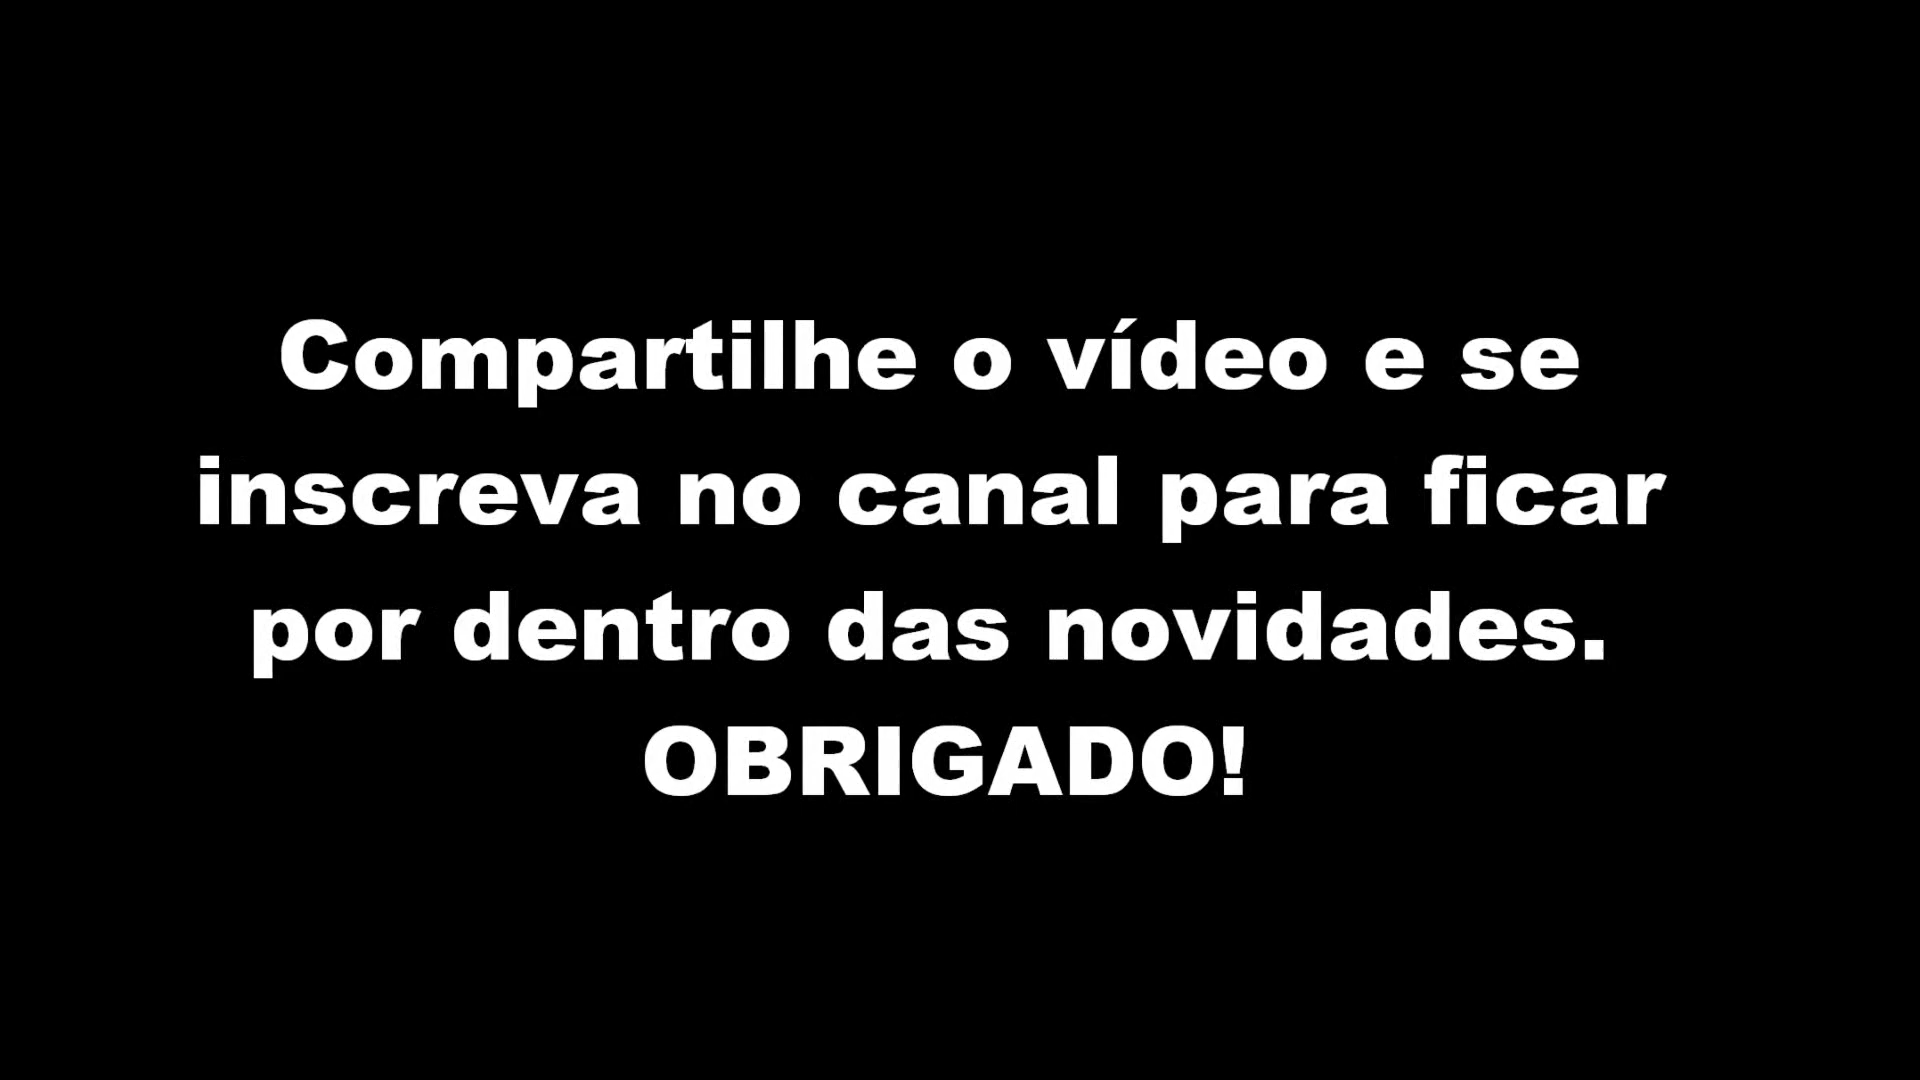 Compartilhe o vídeo e se
inscreva no canal para ficar
por dentro das novidades.
OBRIGADO!